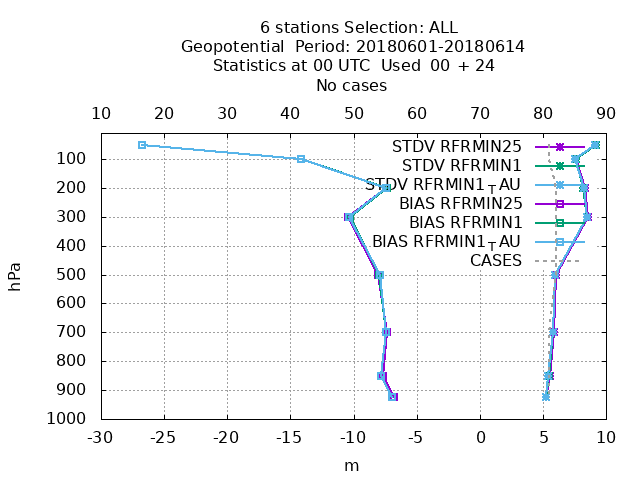 6 stations Selection: ALL
Geopotential  Period: 20180601-20180614
Statistics at 00 UTC  Used  00 + 24
No cases
10 20 30 40 50 60 70 80 90
STDV RFRMIN25
STDV RFRMIN1
STDV RFRMIN1TAU
BIAS RFRMIN25
BIAS RFRMIN1
BIAS RFRMIN1TAU
CASES
hPa
100
200
300
400
500
600
700
800
900
1000
-30 -25 -20 -15 -10 -5 0 5 10
m